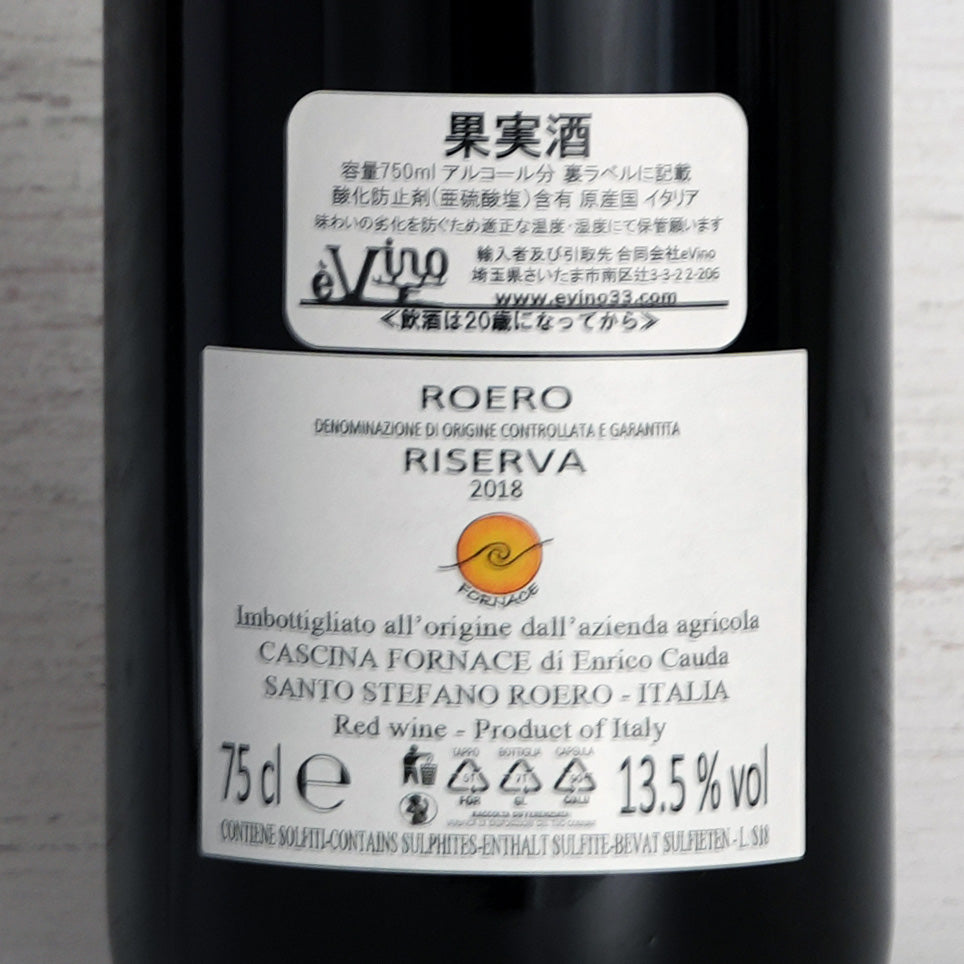 果実酒
容量750ml アルコール分 裏ラベルに記載
酸化防止剤(亜硫酸塩)含有 原産国 イタリア
味わいの劣化を防ぐため適正な温度・湿度にて保管願います
èVino
輸入者及び引取先 合同会社eVino
埼玉県さいたま市南区辻3-3-22-206
www.evino33.com
≪飲酒は20歳になってから≫
ROERO
DENOMINAZIONE DI ORIGINE CONTROLLATA E GARANTITA
RISERVA
2018
FORNACE
Imbottigliato all'origine dall'azienda agricola
CASCINA FORNACE di Enrico Cauda
SANTO STEFANO ROERO - ITALIA
Red wine - Product of Italy
TAPPO BOTTIGLIA CAPSULA
75 cl e
FOR GL
13.5 % vol
RACCOLTA DIFFERENZIATA
CONTIENE SOLFITI-CONTAINS SULPHITES-ENTHALT SULFITE-BEVAT SULFIETEN - L. S18